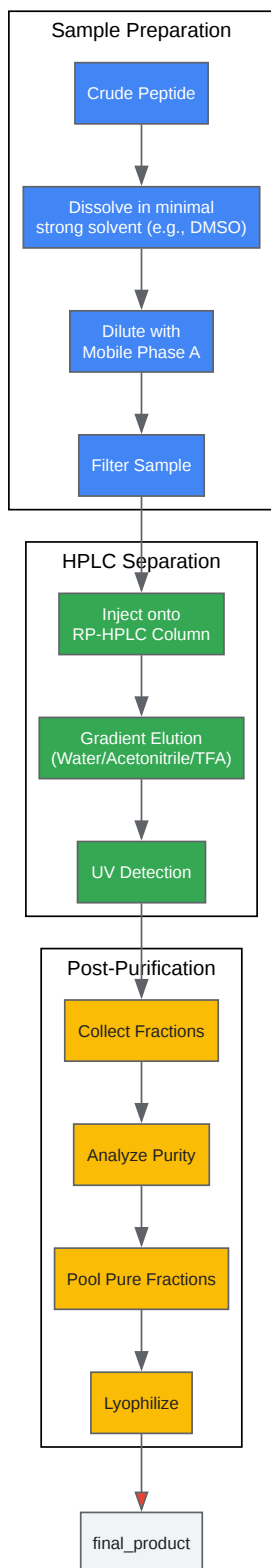 Sample Preparation
Crude Peptide
Dissolve in minimal
strong solvent (e.g., DMSO)
Dilute with
Mobile Phase A
Filter Sample
HPLC Separation
Inject onto
RP-HPLC Column
Gradient Elution
(Water/Acetonitrile/TFA)
UV Detection
Post-Purification
Collect Fractions
Analyze Purity
Pool Pure Fractions
Lyophilize
final_product